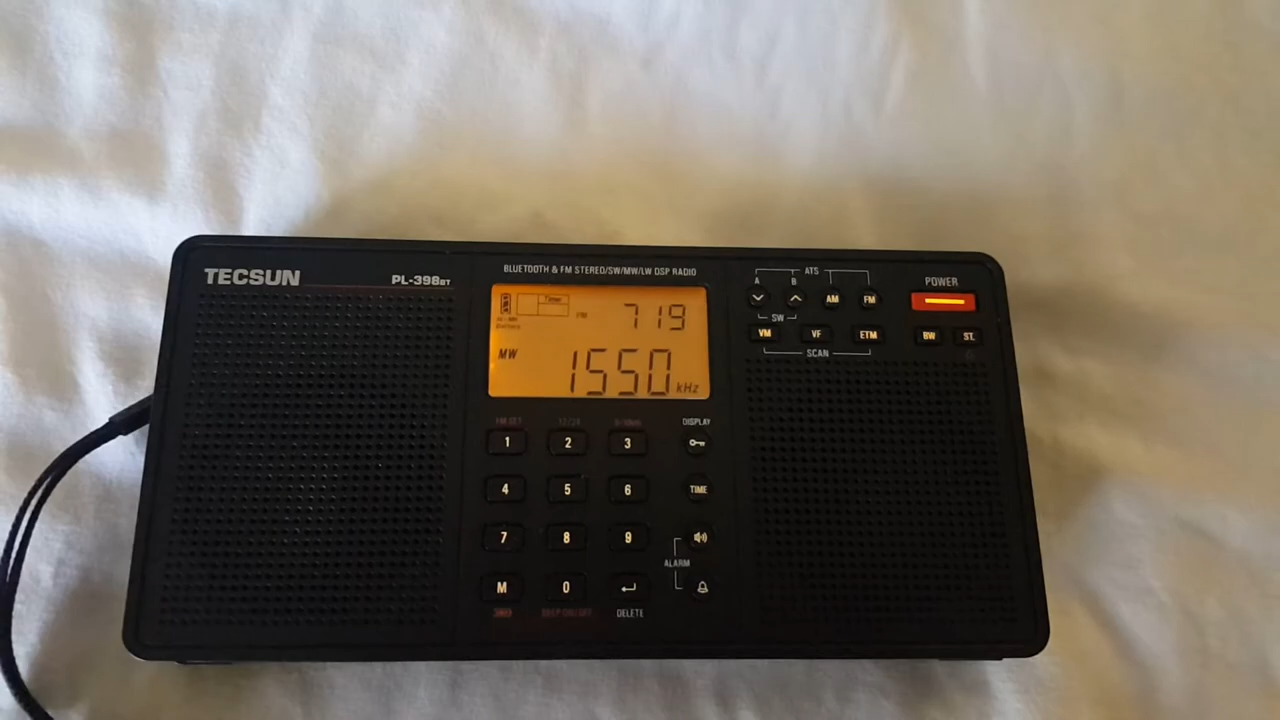 TECSUN
PL-398BT
BLUETOOTH & FM STEREO/SW/MW/LW DSP RADIO
Timer
PM 719
MW 1550 kHz
ATS
A B
AM FM
SW
VM VF ETM
SCAN
POWER
BW ST.
DISPLAY
1 2 3
4 5 6 TIME
7 8 9
ALARM
M 0
DELETE